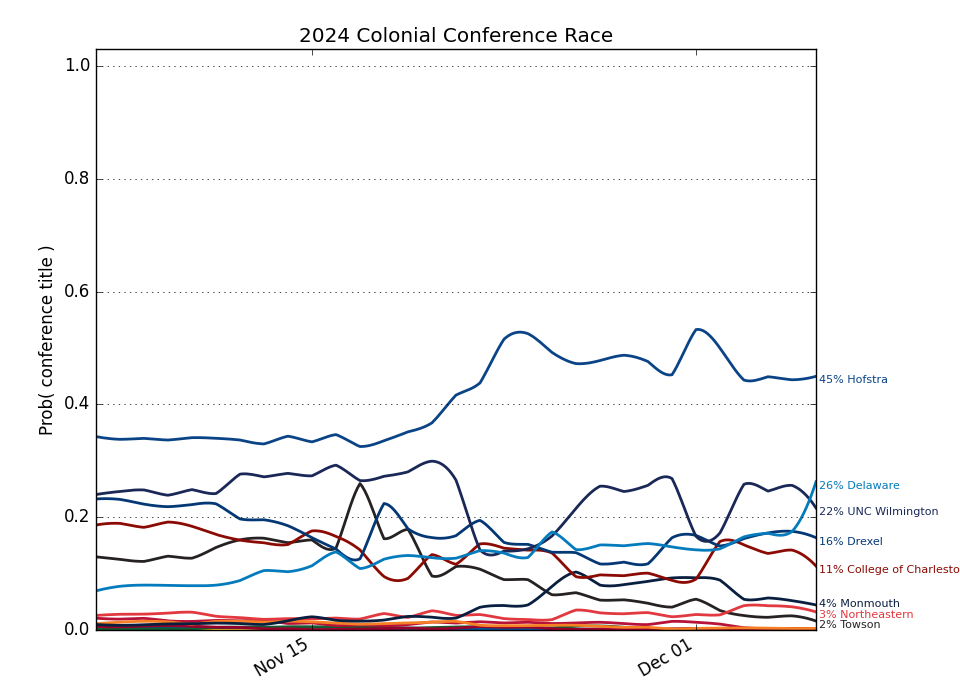 2024 Colonial Conference Race
Prob( conference title )
1.0
0.8
0.6
0.4
0.2
0.0
Nov 15
Dec 01
45% Hofstra
26% Delaware
22% UNC Wilmington
16% Drexel
11% College of Charlesto
4% Monmouth
3% Northeastern
2% Towson